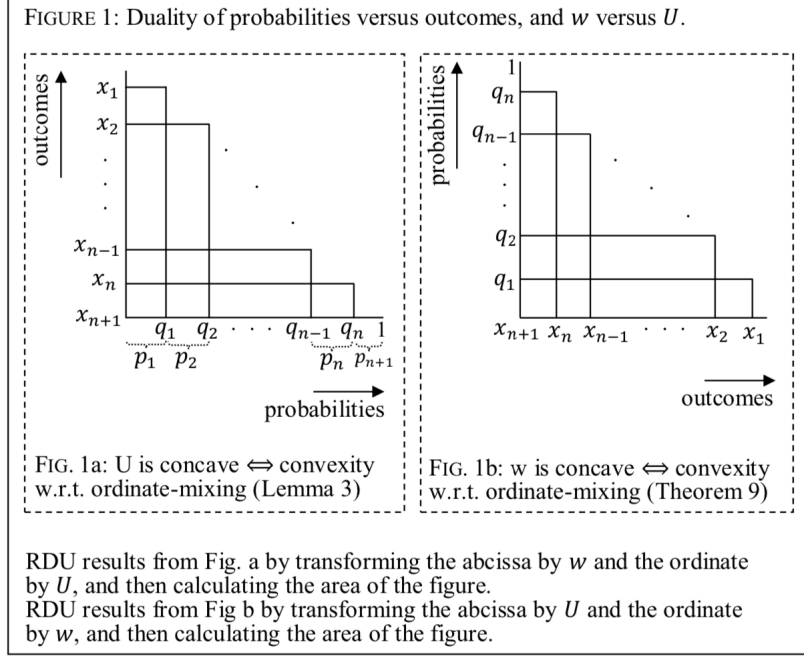 FIGURE 1: Duality of probabilities versus outcomes, and w versus U.
outcomes
x₁
x₂
.
.
.
xₙ₋₁
xₙ
xₙ₊₁
q₁ q₂ · · · qₙ₋₁ qₙ 1
p₁ p₂ pₙ pₙ₊₁
probabilities
FIG. 1a: U is concave ⇔ convexity
w.r.t. ordinate-mixing (Lemma 3)
probabilities
1
qₙ
qₙ₋₁
.
.
.
q₂
q₁
xₙ₊₁ xₙ xₙ₋₁ · · · x₂ x₁
outcomes
FIG. 1b: w is concave ⇔ convexity
w.r.t. ordinate-mixing (Theorem 9)
RDU results from Fig. a by transforming the abcissa by w and the ordinate
by U, and then calculating the area of the figure.
RDU results from Fig b by transforming the abcissa by U and the ordinate
by w, and then calculating the area of the figure.